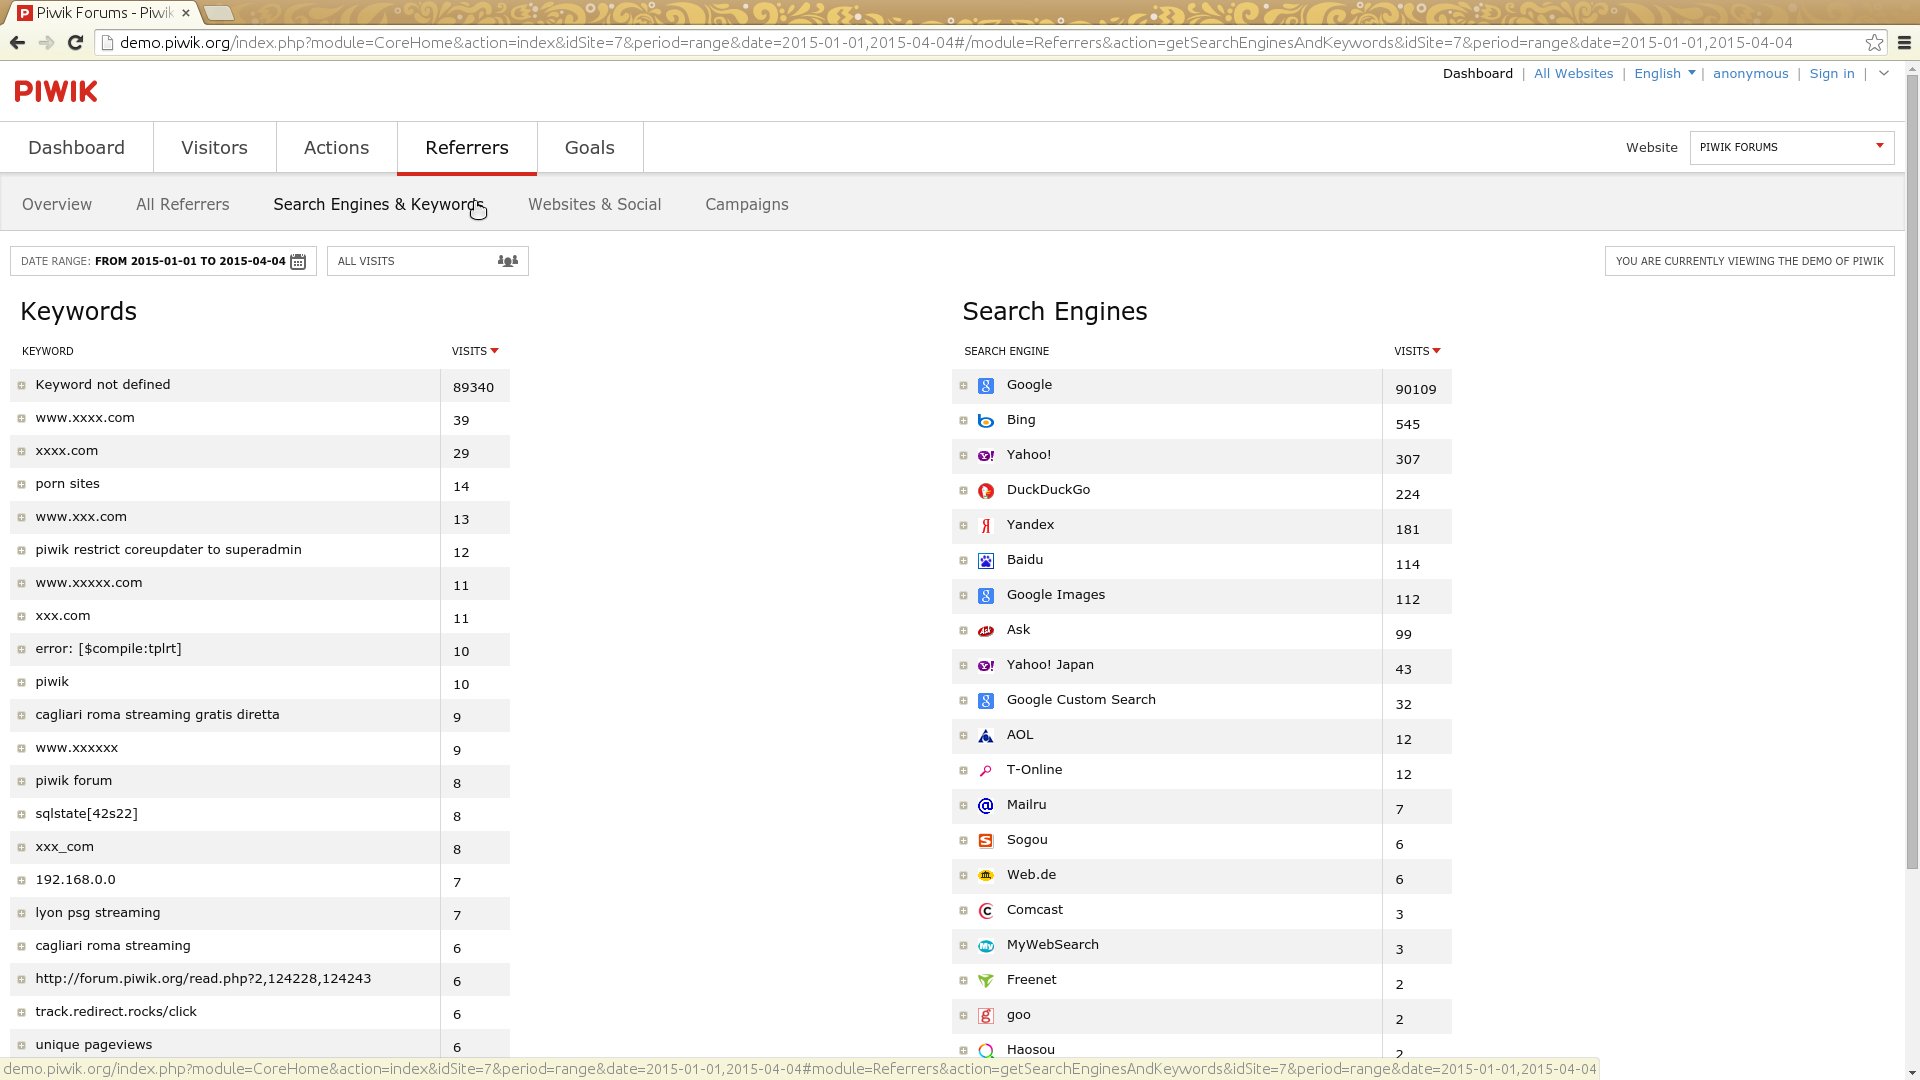 Piwik Forums - Piwik
demo.piwik.org/index.php?module=CoreHome&action=index&idSite=7&period=range&date=2015-01-01,2015-04-04#/module=Referrers&action=getSearchEnginesAndKeywords&idSite=7&period=range&date=2015-01-01,2015-04-04
Dashboard | All Websites | English | anonymous | Sign in |
PIWIK
Dashboard Visitors Actions Referrers Goals
Website PIWIK FORUMS
Overview All Referrers Search Engines & Keywords Websites & Social Campaigns
DATE RANGE: FROM 2015-01-01 TO 2015-04-04
ALL VISITS
YOU ARE CURRENTLY VIEWING THE DEMO OF PIWIK
Keywords
KEYWORD VISITS
Keyword not defined 89340
www.xxxx.com 39
xxxx.com 29
porn sites 14
www.xxx.com 13
piwik restrict coreupdater to superadmin 12
www.xxxxx.com 11
xxx.com 11
error: [$compile:tplrt] 10
piwik 10
cagliari roma streaming gratis diretta 9
www.xxxxxx 9
piwik forum 8
sqlstate[42s22] 8
xxx_com 8
192.168.0.0 7
lyon psg streaming 7
cagliari roma streaming 6
http://forum.piwik.org/read.php?2,124228,124243 6
track.redirect.rocks/click 6
unique pageviews 6
Search Engines
SEARCH ENGINE VISITS
Google 90109
Bing 545
Yahoo! 307
DuckDuckGo 224
Yandex 181
Baidu 114
Google Images 112
Ask 99
Yahoo! Japan 43
Google Custom Search 32
AOL 12
T-Online 12
Mailru 7
Sogou 6
Web.de 6
Comcast 3
MyWebSearch 3
Freenet 2
goo 2
Haosou 2
demo.piwik.org/index.php?module=CoreHome&action=index&idSite=7&period=range&date=2015-01-01,2015-04-04#module=Referrers&action=getSearchEnginesAndKeywords&idSite=7&period=range&date=2015-01-01,2015-04-04